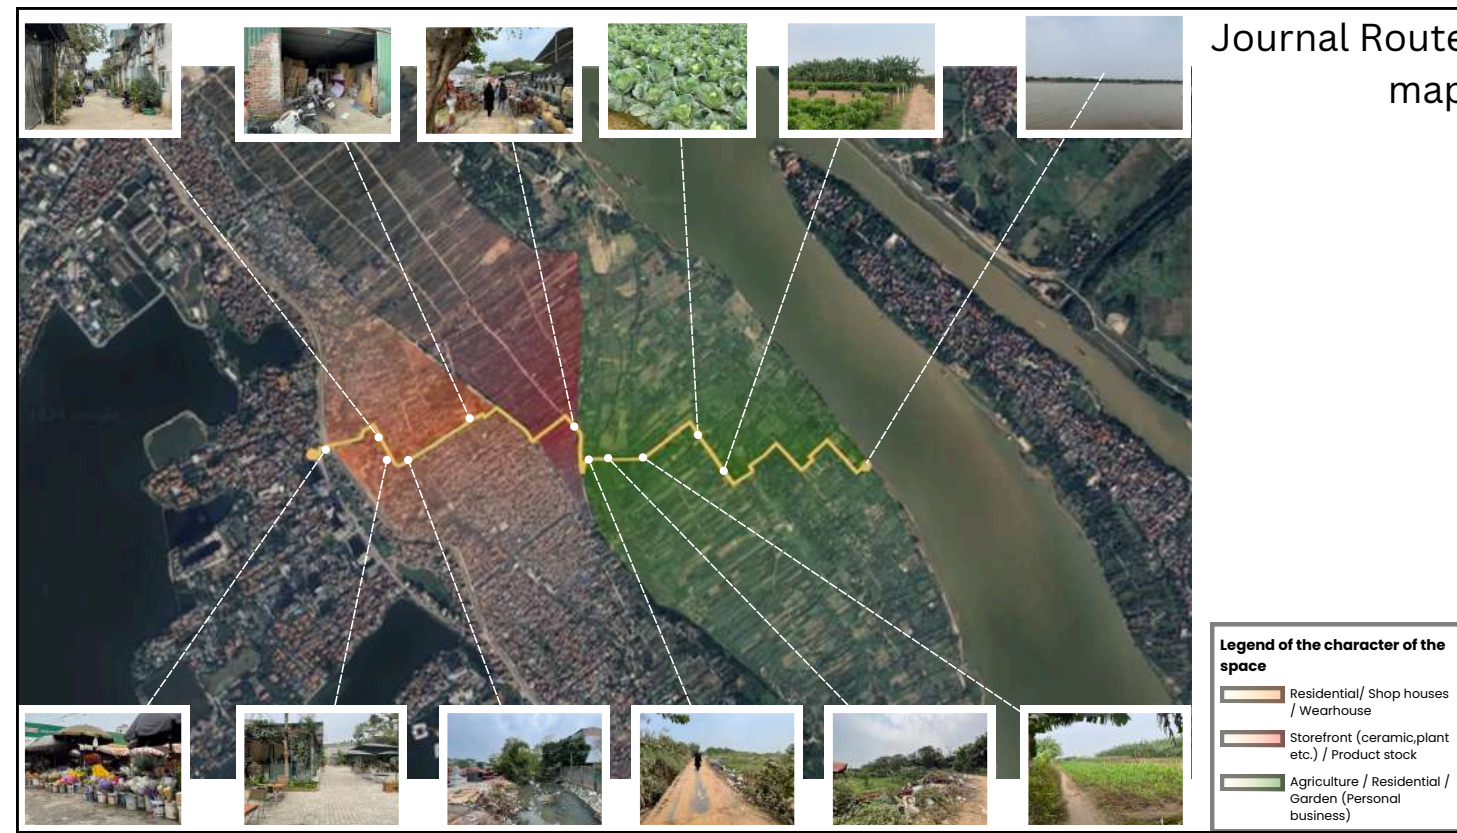 Journal Route
map
Legend of the character of the
space
Residential/ Shop houses
/ Wearhouse
Storefront (ceramic,plant
etc.) / Product stock
Agriculture / Residential /
Garden (Personal
business)